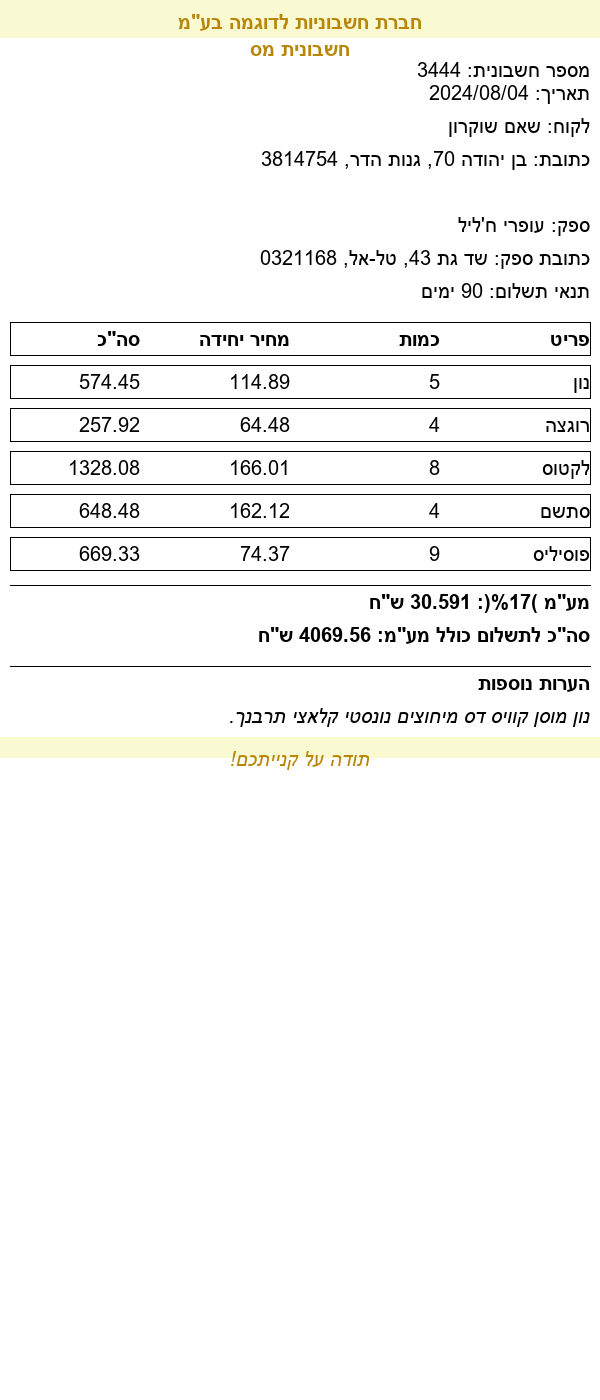 חברת חשבוניות לדוגמה בע"מ
חשבונית מס
מספר חשבונית: 3444
תאריך: 2024/08/04
לקוח: שאם שוקרון
כתובת: בן יהודה 70, גנות הדר, 3814754
ספק: עופרי ח'ליל
כתובת ספק: שד גת 43, טל-אל, 0321168
תנאי תשלום: 90 ימים
פריט כמות מחיר יחידה סה"כ
נון 5 114.89 574.45
רוגצה 4 64.48 257.92
לקטוס 8 166.01 1328.08
סתשם 4 162.12 648.48
פוסיליס 9 74.37 669.33
מע"מ )17%(: 30.591 ש"ח
סה"כ לתשלום כולל מע"מ: 4069.56 ש"ח
הערות נוספות
נון מוסן קוויס דס מיחוצים נונסטי קלאצי תרבנך.
תודה על קנייתכם!